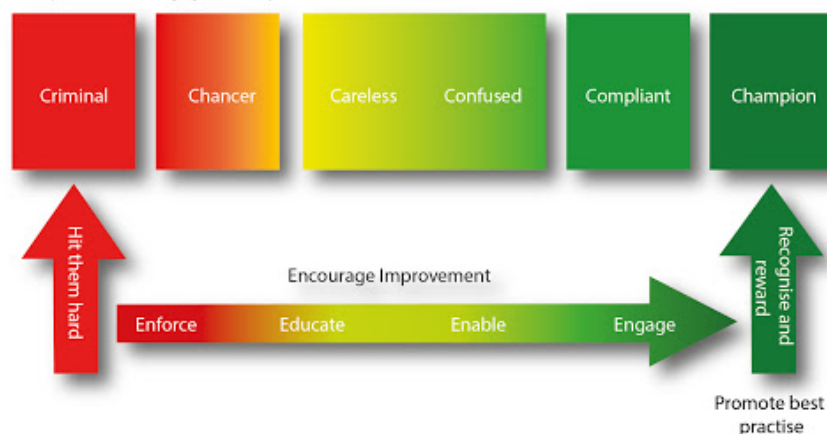 Criminal
Chancer
Careless
Confused
Compliant
Champion
Hit them hard
Encourage Improvement
Enforce
Educate
Enable
Engage
Recognise and
reward
Promote best
practise